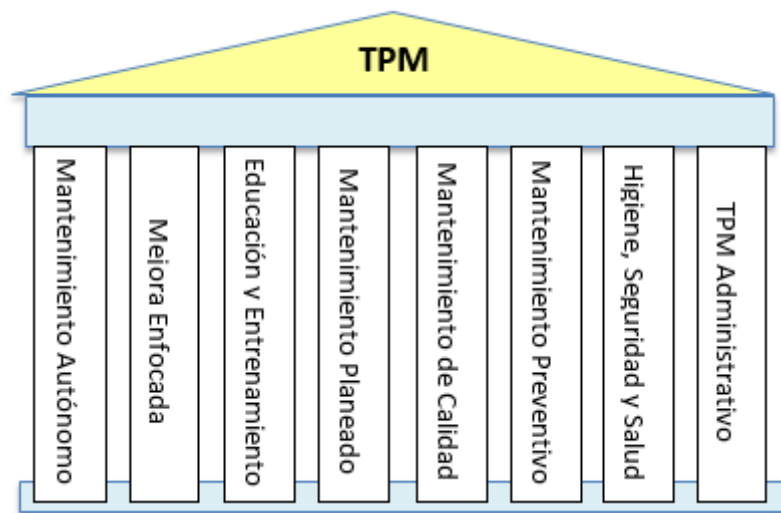 TPM
Mantenimiento Autónomo
Mejora Enfocada
Educación y Entrenamiento
Mantenimiento Planeado
Mantenimiento de Calidad
Mantenimiento Preventivo
Higiene, Seguridad y Salud
TPM Administrativo